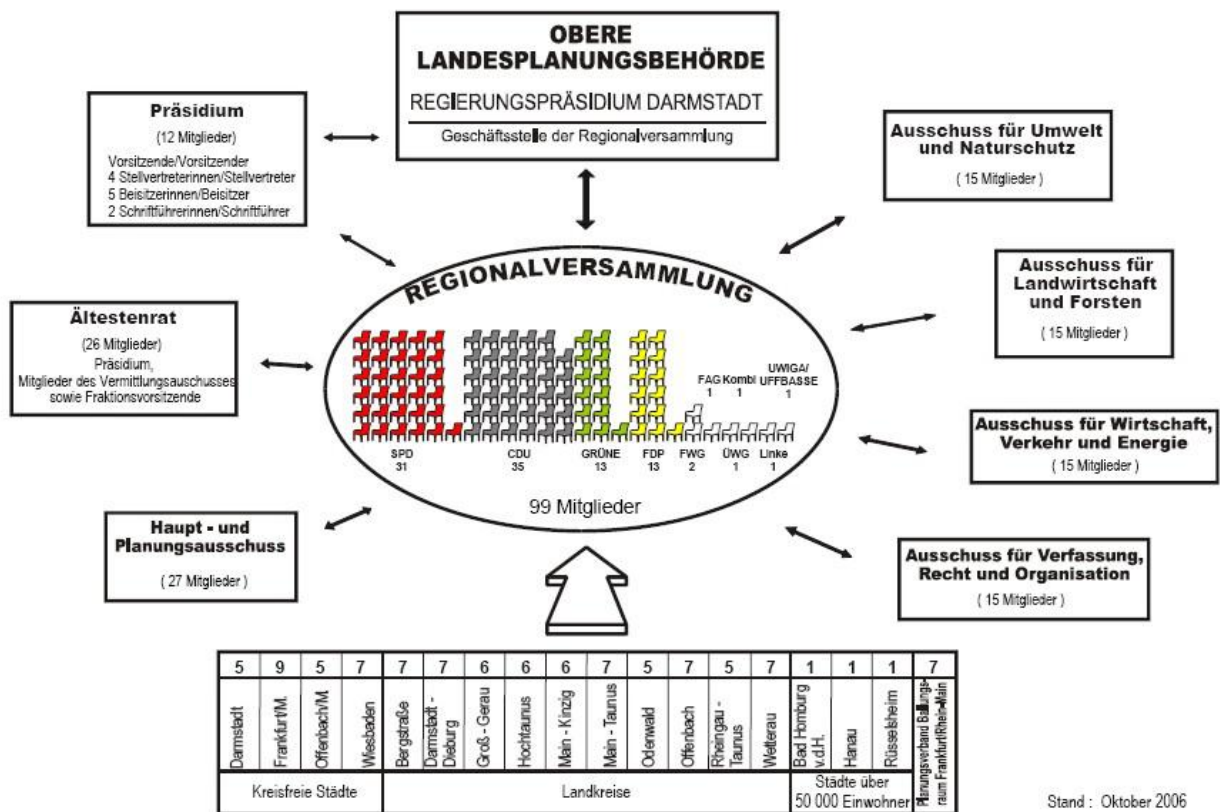 OBERE
LANDESPLANUNGSBEHÖRDE
REGIERUNGSPRÄSIDIUM DARMSTADT
Geschäftsstelle der Regionalversammlung
Präsidium
(12 Mitglieder)
Vorsitzende/Vorsitzender
4 Stellvertreterinnen/Stellvertreter
5 Beisitzerinnen/Beisitzer
2 Schriftführerinnen/Schriftführer
Ältestenrat
(26 Mitglieder)
Präsidium,
Mitglieder des Vermittlungsauschusses
sowie Fraktionsvorsitzende
Haupt - und
Planungsausschuss
( 27 Mitglieder )
REGIONALVERSAMMLUNG
FAG Kombi UWIGA/
UFFBASSE
1 1 1
SPD CDU GRÜNE FDP FWG ÜWG Linke
31 35 13 13 2 1 1
99 Mitglieder
Ausschuss für Umwelt
und Naturschutz
( 15 Mitglieder )
Ausschuss für
Landwirtschaft
und Forsten
( 15 Mitglieder )
Ausschuss für Wirtschaft,
Verkehr und Energie
( 15 Mitglieder )
Ausschuss für Verfassung,
Recht und Organisation
( 15 Mitglieder )
5 9 5 7 7 7 6 6 6 7 5 7 5 7 1 1 1 7
Darmstadt
Frankfurt/M.
Offenbach/M.
Wiesbaden
Bergstraße
Darmstadt -
Dieburg
Groß - Gerau
Hochtaunus
Main - Kinzig
Main - Taunus
Odenwald
Offenbach
Rheingau -
Taunus
Wetterau
Bad Homburg
v.d.H.
Hanau
Rüsselsheim
Planungsverband Ballungs-
raum Frankfurt/Rhein-Main
Kreisfreie Städte
Landkreise
Städte über
50 000 Einwohner
Stand : Oktober 2006